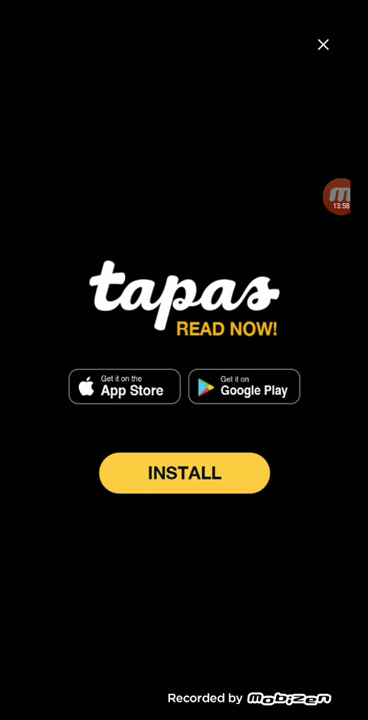 13:58
tapas
READ NOW!
Get it on the
App Store
Get it on
Google Play
INSTALL
Recorded by mobizen